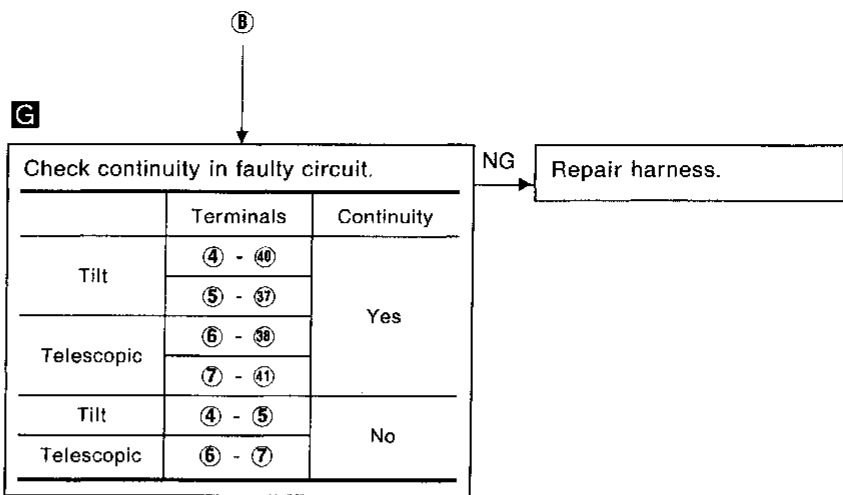 Ⓑ
G
Check continuity in faulty circuit.
NG
Repair harness.
Terminals Continuity
Tilt ④ - ㊵ Yes
⑤ - ㊲
Telescopic ⑥ - ㊳
⑦ - ㊶
Tilt ④ - ⑤ No
Telescopic ⑥ - ⑦